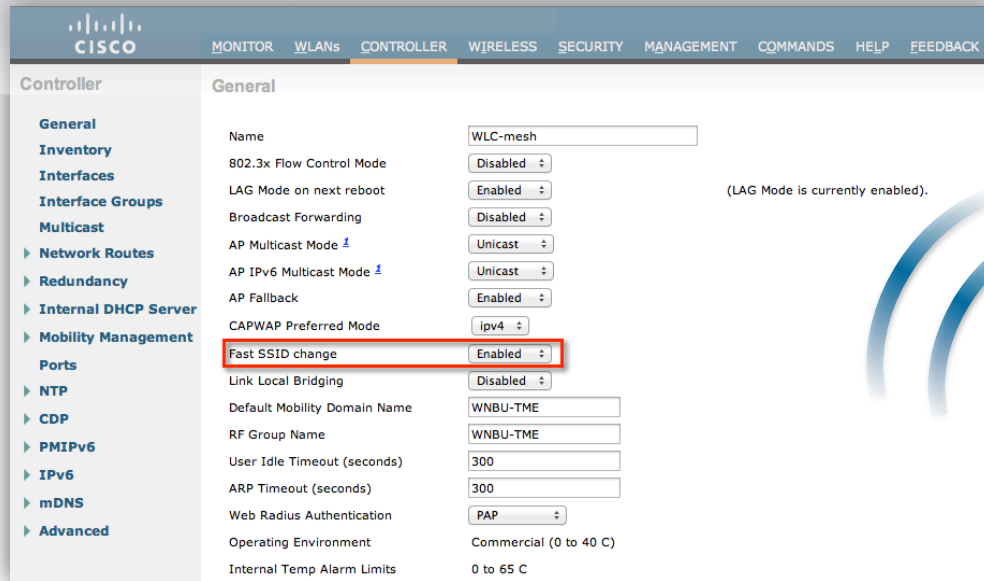 CISCO
MONITOR WLANs CONTROLLER WIRELESS SECURITY MANAGEMENT COMMANDS HELP FEEDBACK
Controller
General
Inventory
Interfaces
Interface Groups
Multicast
Network Routes
Redundancy
Internal DHCP Server
Mobility Management
Ports
NTP
CDP
PMIPv6
IPv6
mDNS
Advanced
General
Name WLC-mesh
802.3x Flow Control Mode Disabled
LAG Mode on next reboot Enabled (LAG Mode is currently enabled).
Broadcast Forwarding Disabled
AP Multicast Mode 1 Unicast
AP IPv6 Multicast Mode 1 Unicast
AP Fallback Enabled
CAPWAP Preferred Mode ipv4
Fast SSID change Enabled
Link Local Bridging Disabled
Default Mobility Domain Name WNBU-TME
RF Group Name WNBU-TME
User Idle Timeout (seconds) 300
ARP Timeout (seconds) 300
Web Radius Authentication PAP
Operating Environment Commercial (0 to 40 C)
Internal Temp Alarm Limits 0 to 65 C